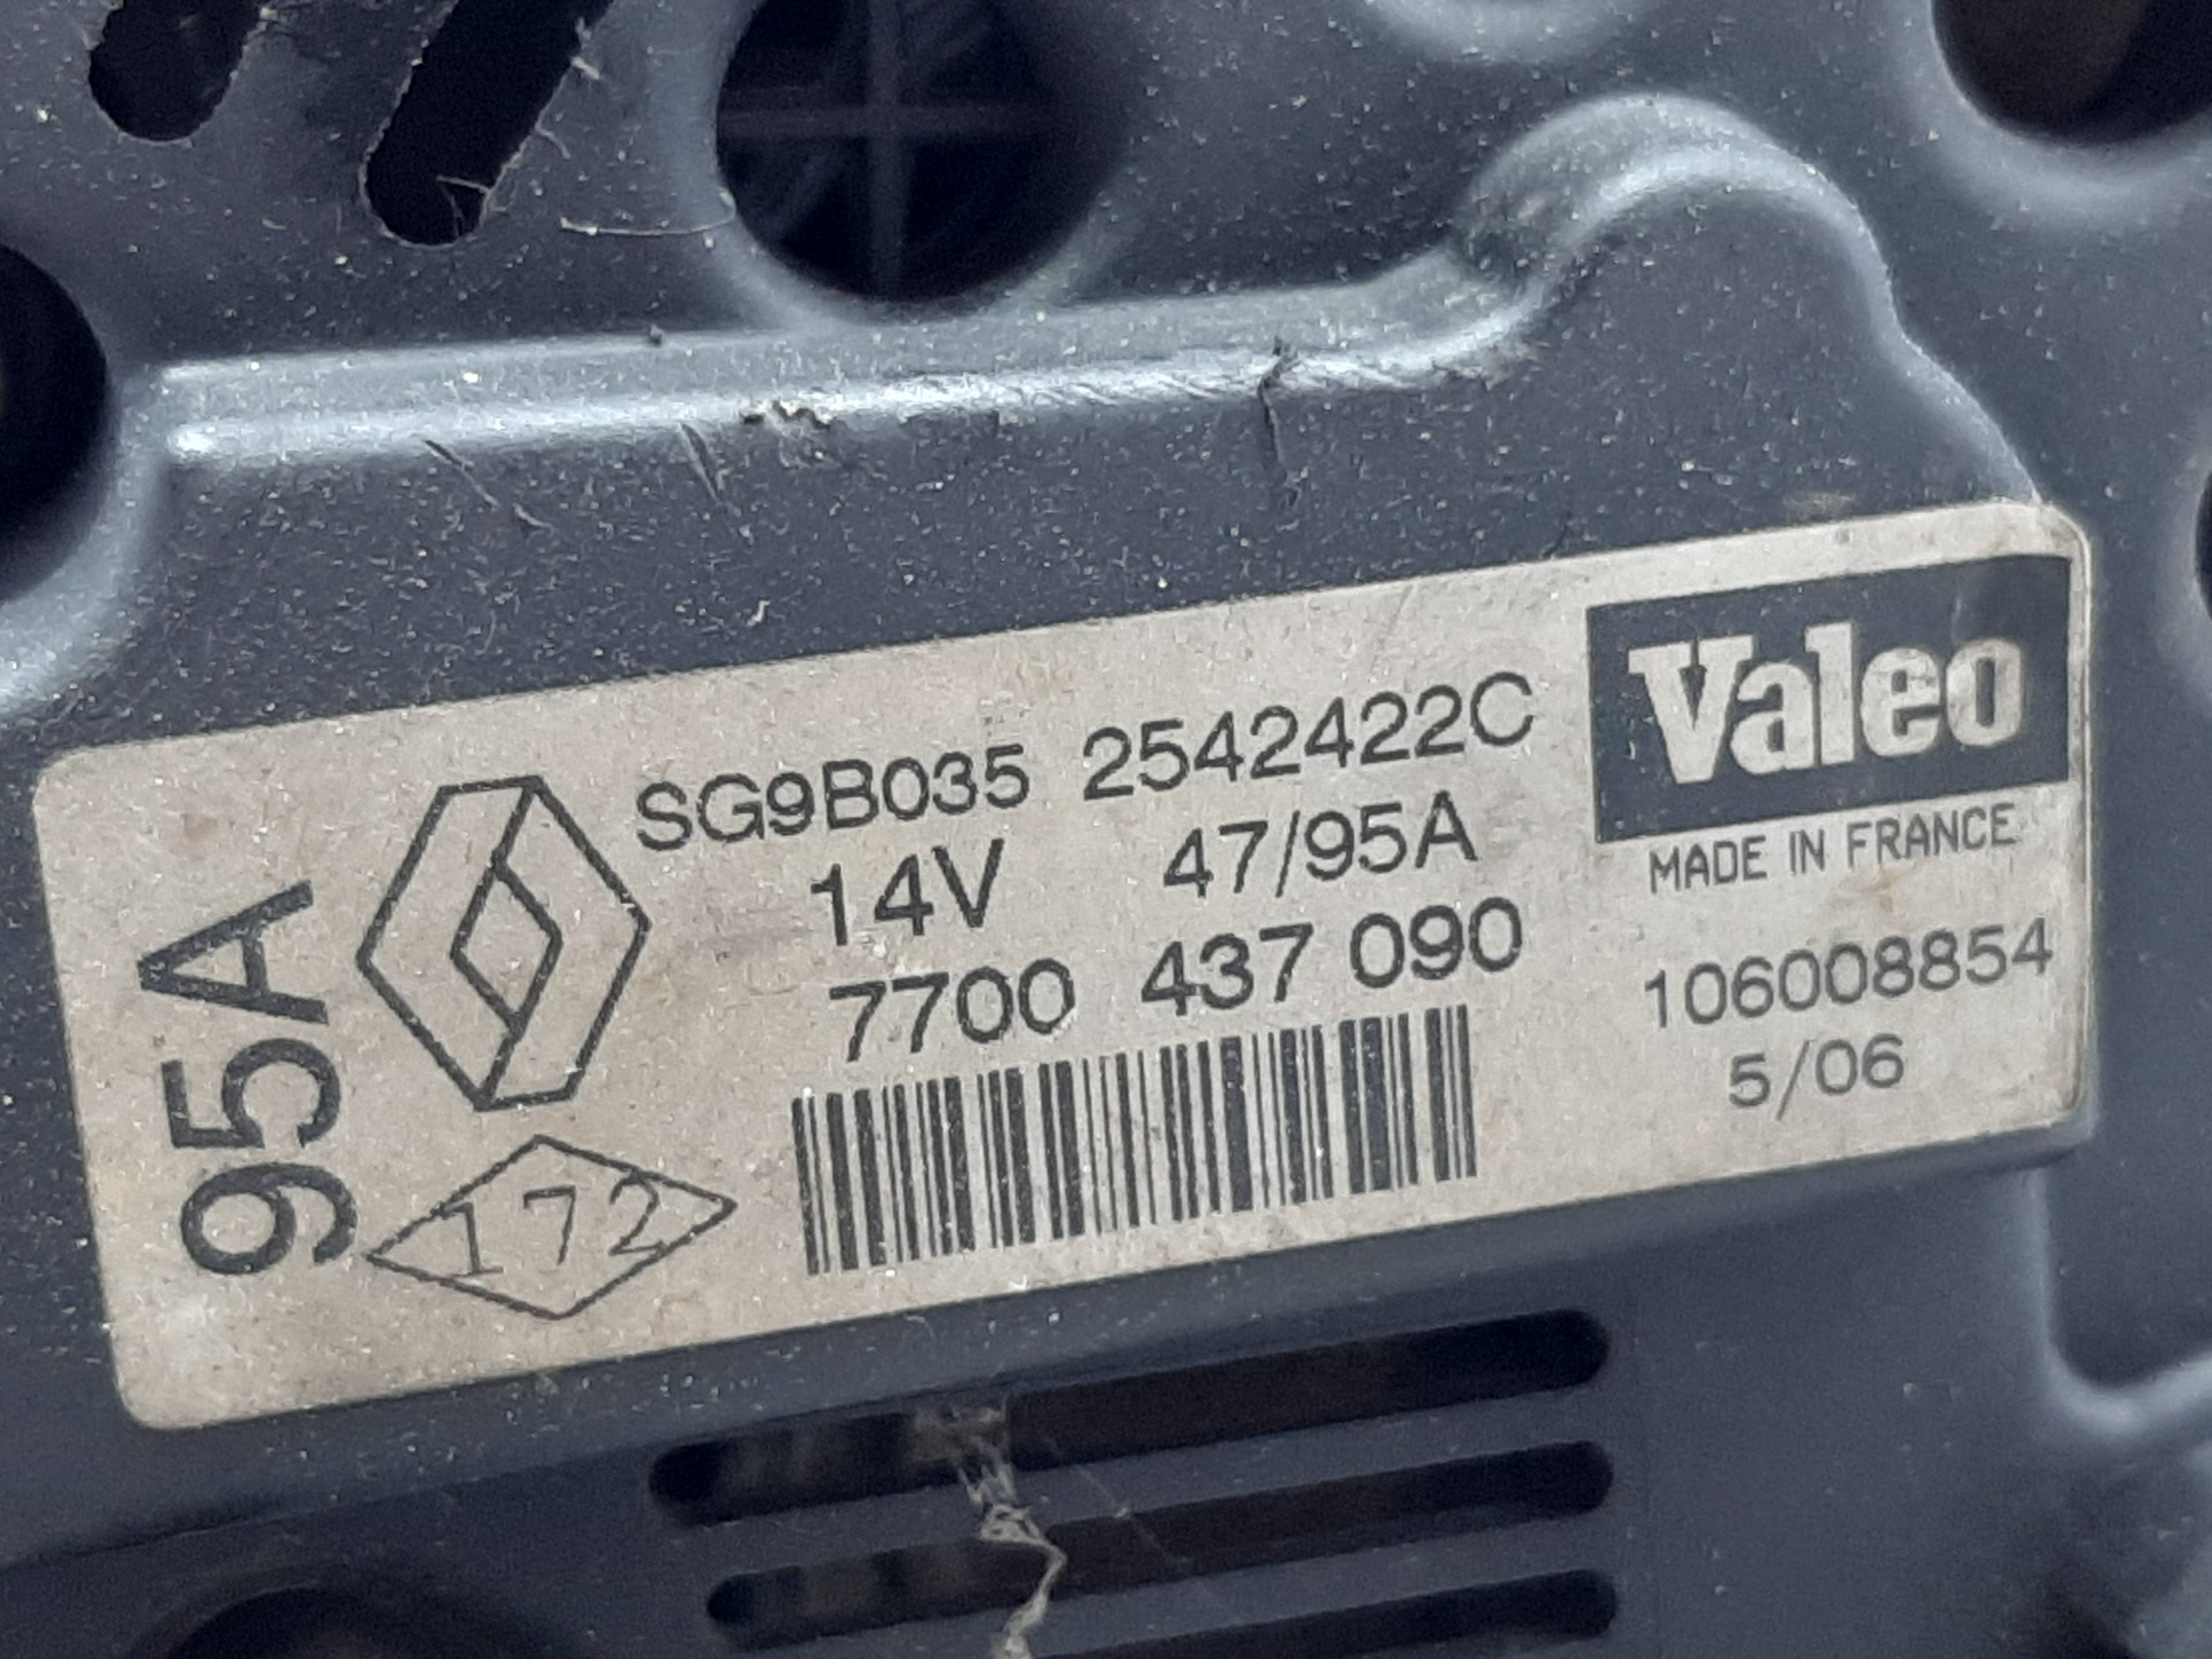 95A
SG9B035 2542422C
14V 47/95A
7700 437 090
172
Valeo
MADE IN FRANCE
106008854
5/06